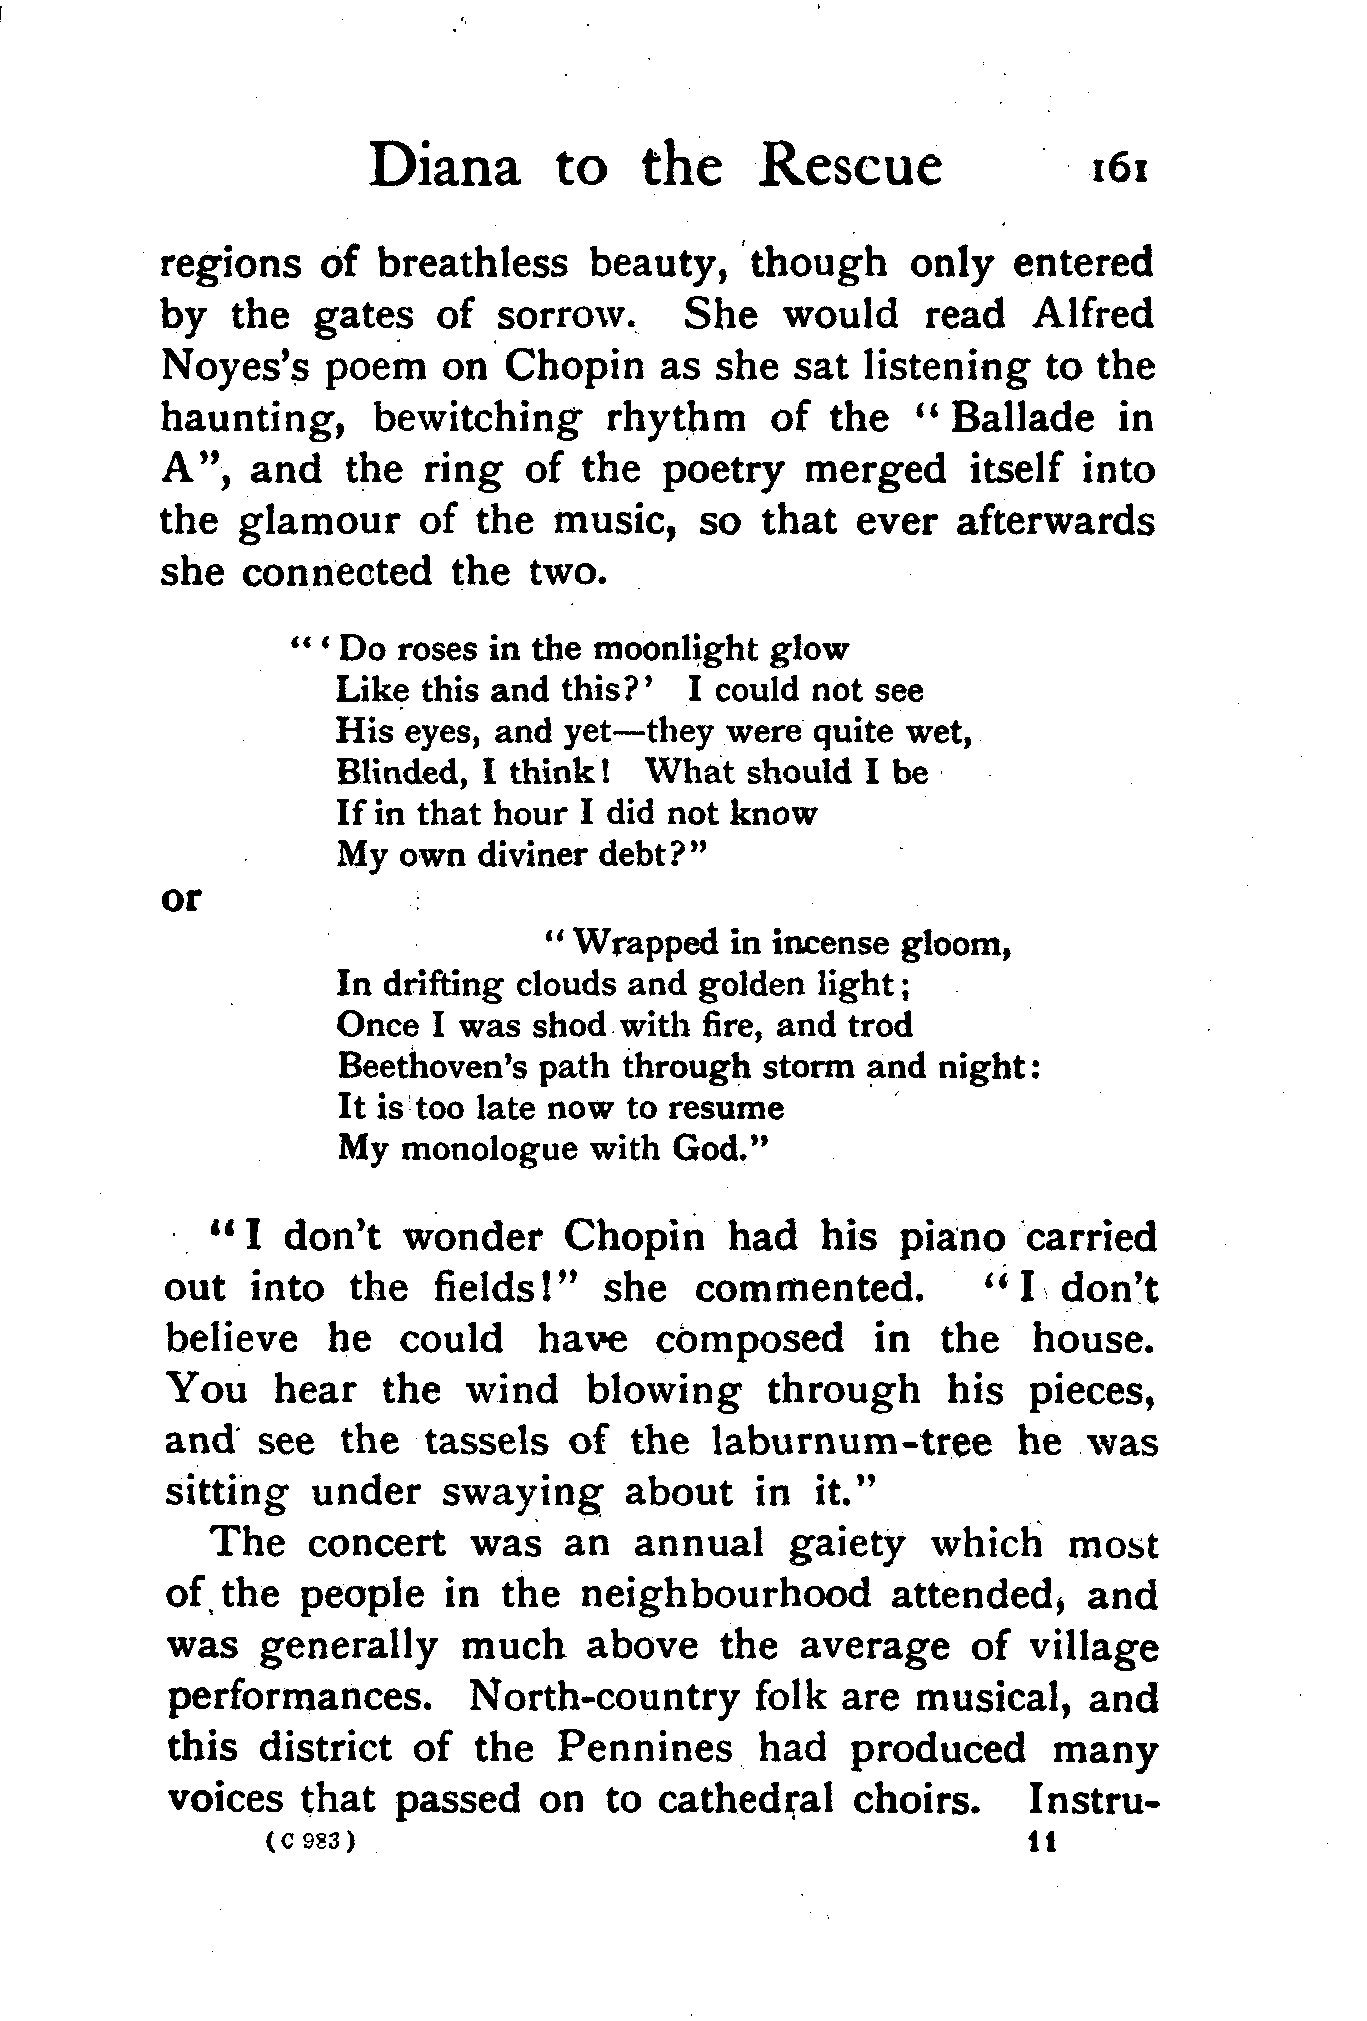 Diana to the Rescue 161
regions of breathless beauty, though only entered
by the gates of sorrow. She would read Alfred
Noyes's poem on Chopin as she sat listening to the
haunting, bewitching rhythm of the "Ballade in
A", and the ring of the poetry merged itself into
the glamour of the music, so that ever afterwards
she connected the two.
"'Do roses in the moonlight glow
Like this and this?' I could not see
His eyes, and yet—they were quite wet,
Blinded, I think! What should I be
If in that hour I did not know
My own diviner debt?"
or
"Wrapped in incense gloom,
In drifting clouds and golden light;
Once I was shod with fire, and trod
Beethoven's path through storm and night:
It is too late now to resume
My monologue with God."
"I don't wonder Chopin had his piano carried
out into the fields!" she commented. "I don't
believe he could have composed in the house.
You hear the wind blowing through his pieces,
and see the tassels of the laburnum-tree he was
sitting under swaying about in it."
The concert was an annual gaiety which most
of the people in the neighbourhood attended, and
was generally much above the average of village
performances. North-country folk are musical, and
this district of the Pennines had produced many
voices that passed on to cathedral choirs. Instru-
(C 983) 11